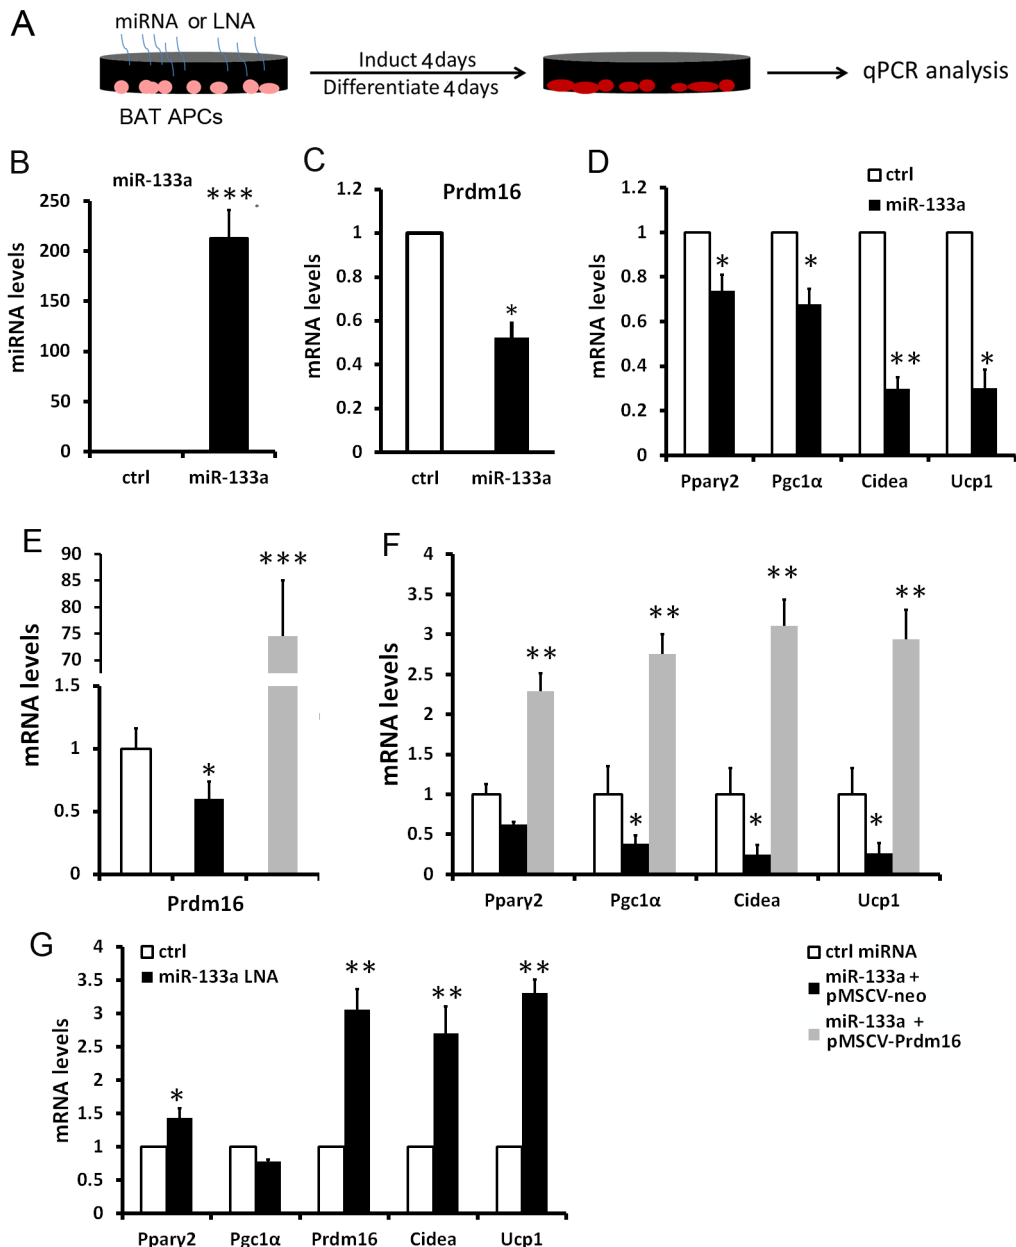 A
miRNA or LNA
BAT APCs
Induct 4days
Differentiate 4days
qPCR analysis
B
miR-133a
***
miRNA levels
250
200
150
100
50
0
ctrl
miR-133a
C
Prdm16
*
mRNA levels
1.2
1
0.8
0.6
0.4
0.2
0
ctrl
miR-133a
D
ctrl
miR-133a
mRNA levels
1.2
1
0.8
0.6
0.4
0.2
0
*
*
**
*
Pparγ2
Pgc1α
Cidea
Ucp1
E
mRNA levels
90
85
80
75
70
1.5
1
0.5
0
*
***
Prdm16
F
mRNA levels
4
3.5
3
2.5
2
1.5
1
0.5
0
**
**
*
**
*
**
*
Pparγ2
Pgc1α
Cidea
Ucp1
ctrl miRNA
miR-133a +
pMSCV-neo
miR-133a +
pMSCV-Prdm16
G
ctrl
miR-133a LNA
mRNA levels
4
3.5
3
2.5
2
1.5
1
0.5
0
*
**
**
**
Pparγ2
Pgc1α
Prdm16
Cidea
Ucp1